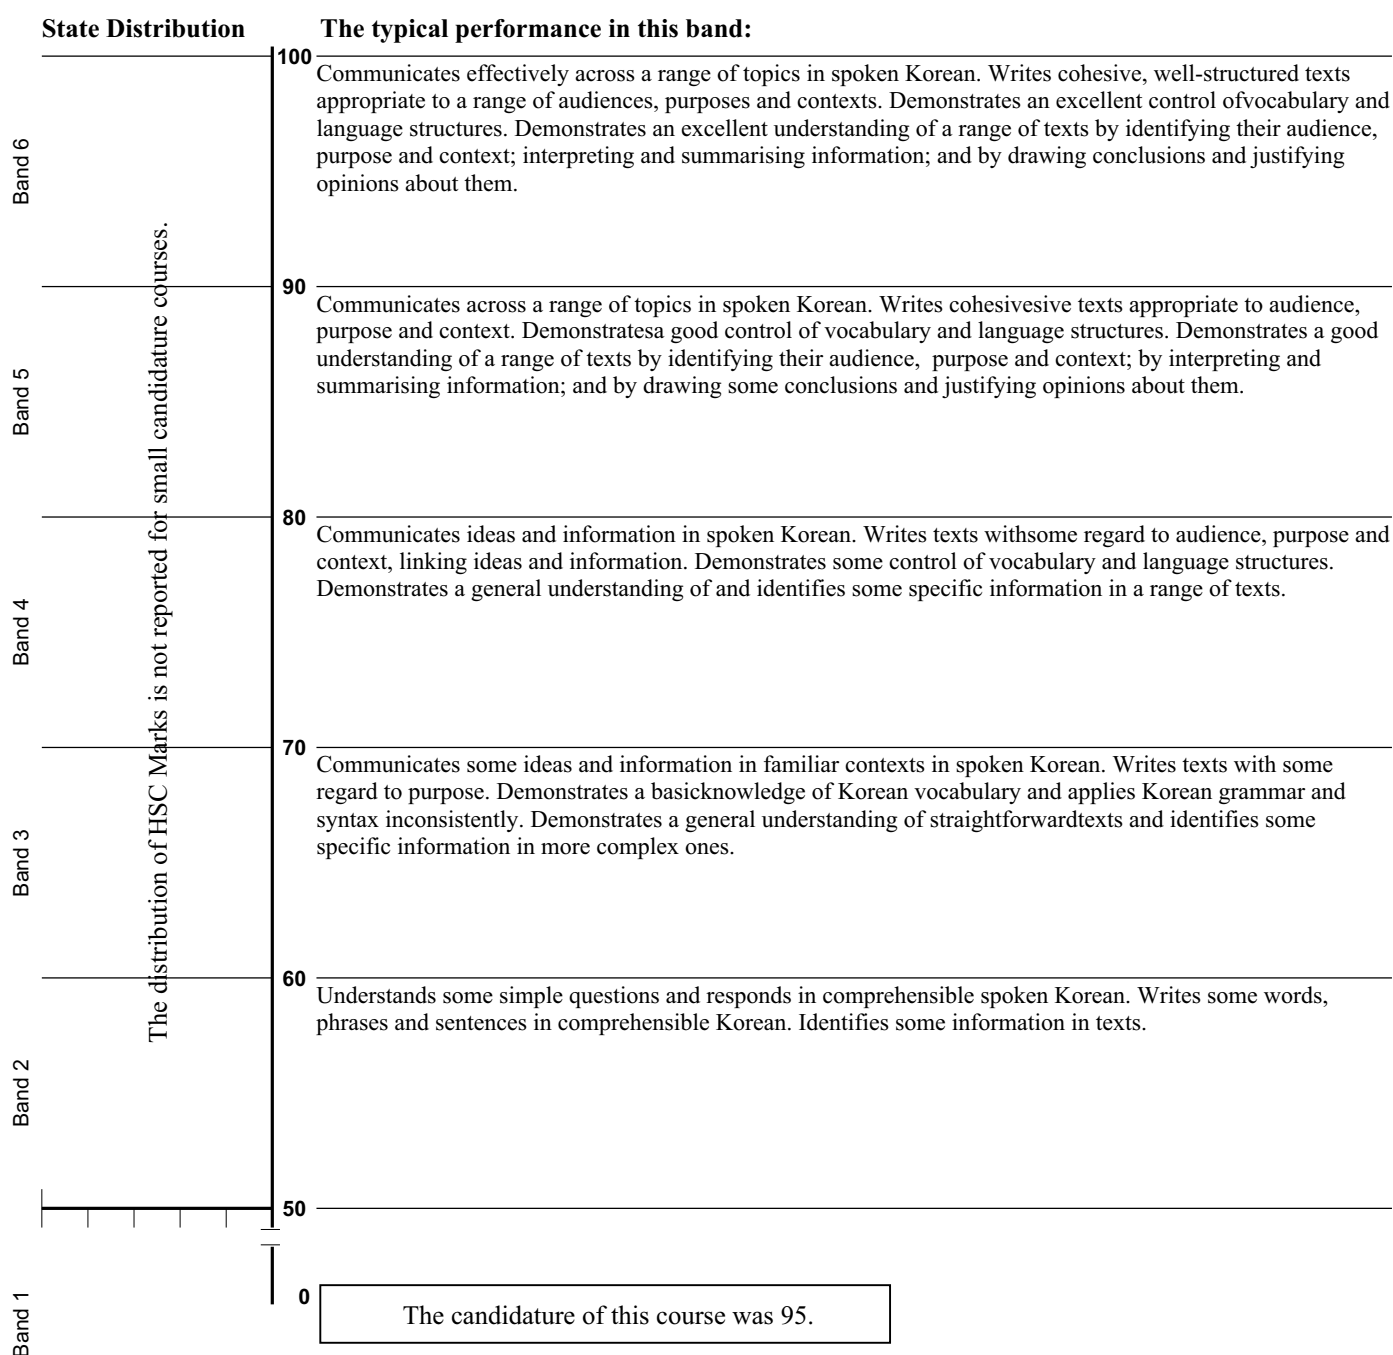 State Distribution
The typical performance in this band:
100
Communicates effectively across a range of topics in spoken Korean. Writes cohesive, well-structured texts
appropriate to a range of audiences, purposes and contexts. Demonstrates an excellent control ofvocabulary and
language structures. Demonstrates an excellent understanding of a range of texts by identifying their audience,
purpose and context; interpreting and summarising information; and by drawing conclusions and justifying
opinions about them.
Band 6
90
Communicates across a range of topics in spoken Korean. Writes cohesivesive texts appropriate to audience,
purpose and context. Demonstratesa good control of vocabulary and language structures. Demonstrates a good
understanding of a range of texts by identifying their audience,  purpose and context; by interpreting and
summarising information; and by drawing some conclusions and justifying opinions about them.
Band 5
80
Communicates ideas and information in spoken Korean. Writes texts withsome regard to audience, purpose and
context, linking ideas and information. Demonstrates some control of vocabulary and language structures.
Demonstrates a general understanding of and identifies some specific information in a range of texts.
Band 4
70
Communicates some ideas and information in familiar contexts in spoken Korean. Writes texts with some
regard to purpose. Demonstrates a basicknowledge of Korean vocabulary and applies Korean grammar and
syntax inconsistently. Demonstrates a general understanding of straightforwardtexts and identifies some
specific information in more complex ones.
Band 3
60
Understands some simple questions and responds in comprehensible spoken Korean. Writes some words,
phrases and sentences in comprehensible Korean. Identifies some information in texts.
Band 2
50
The distribution of HSC Marks is not reported for small candidature courses.
0
The candidature of this course was 95.
Band 1